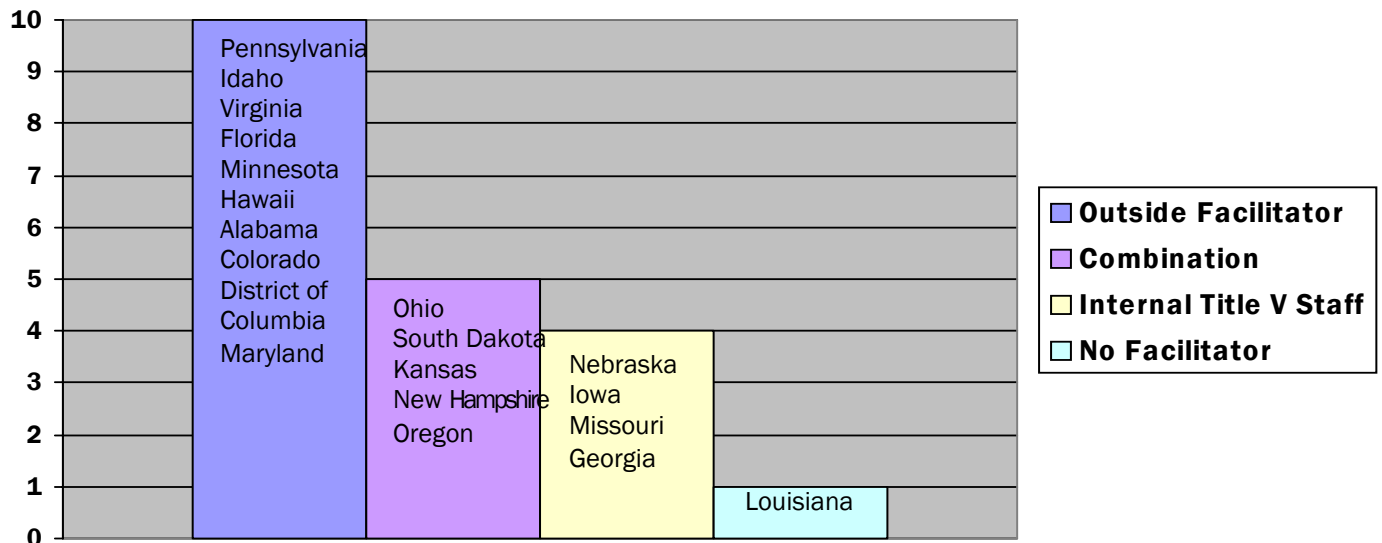 10
9
8
7
6
5
4
3
2
1
0
Pennsylvania
Idaho
Virginia
Florida
Minnesota
Hawaii
Alabama
Colorado
District of
Columbia
Maryland
Ohio
South Dakota
Kansas
New Hampshire
Oregon
Nebraska
Iowa
Missouri
Georgia
Louisiana
Outside Facilitator
Combination
Internal Title V Staff
No Facilitator